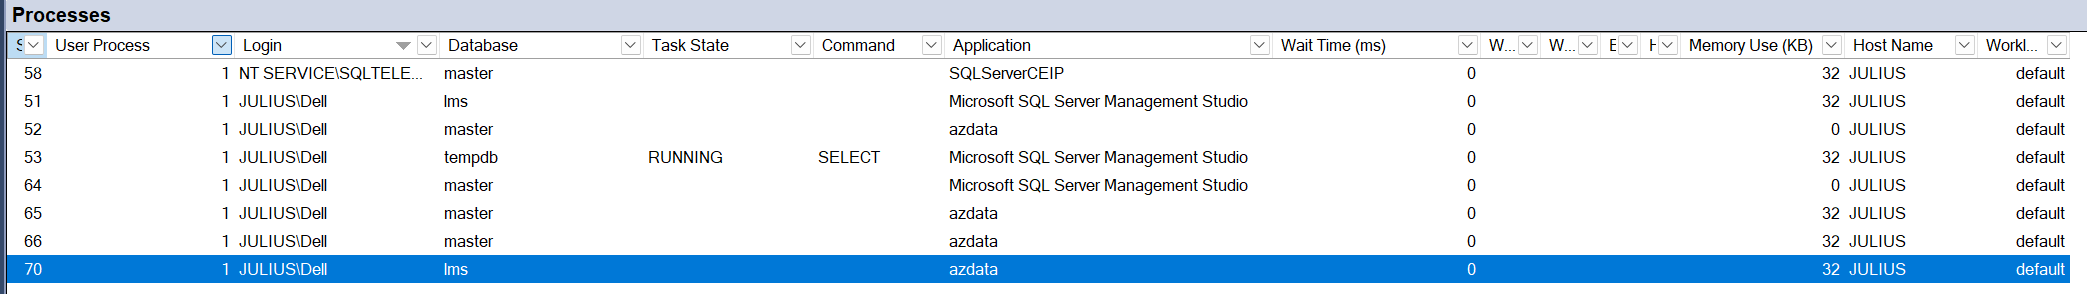 Processes
S User Process Login Database Task State Command Application Wait Time (ms) W... W... E H Memory Use (KB) Host Name Workl...
58 1 NT SERVICE\SQLTELE... master SQLServerCEIP 0 32 JULIUS default
51 1 JULIUS\Dell lms Microsoft SQL Server Management Studio 0 32 JULIUS default
52 1 JULIUS\Dell master azdata 0 0 JULIUS default
53 1 JULIUS\Dell tempdb RUNNING SELECT Microsoft SQL Server Management Studio 0 32 JULIUS default
64 1 JULIUS\Dell master Microsoft SQL Server Management Studio 0 0 JULIUS default
65 1 JULIUS\Dell master azdata 0 32 JULIUS default
66 1 JULIUS\Dell master azdata 0 32 JULIUS default
70 1 JULIUS\Dell lms azdata 0 32 JULIUS default